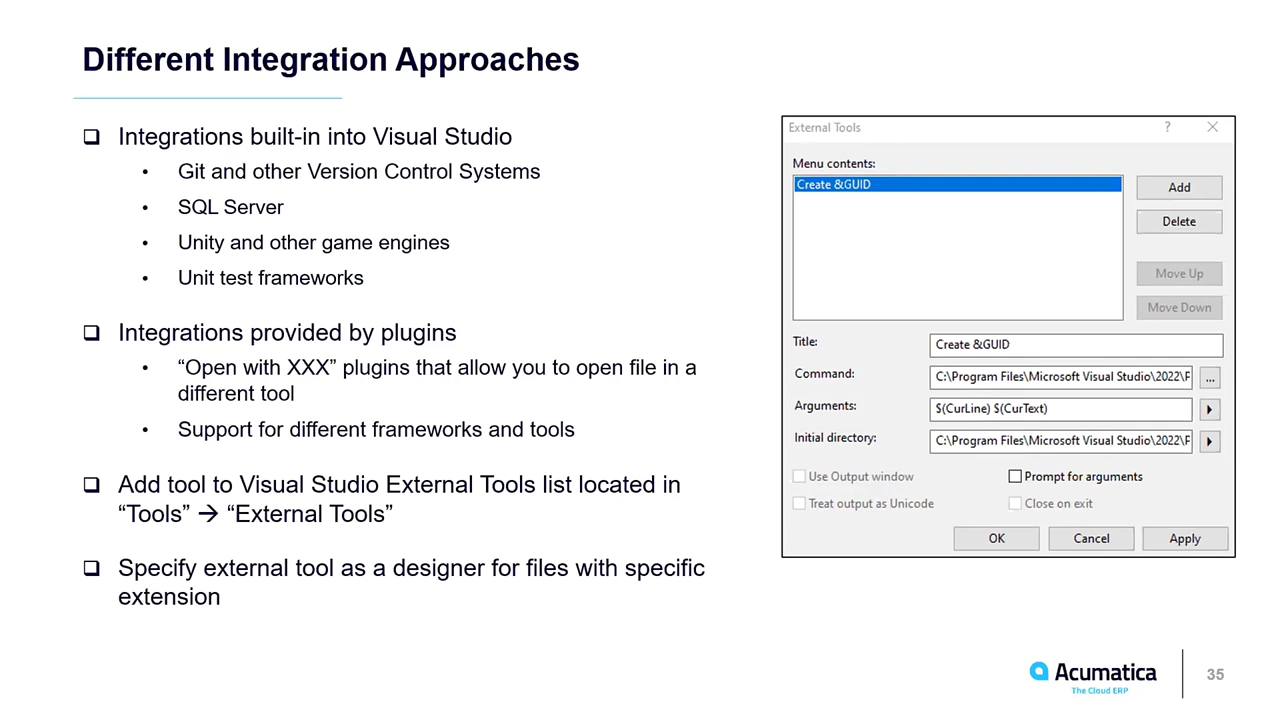 Different Integration Approaches
Integrations built-in into Visual Studio
• Git and other Version Control Systems
• SQL Server
• Unity and other game engines
• Unit test frameworks
Integrations provided by plugins
• “Open with XXX” plugins that allow you to open file in a
different tool
• Support for different frameworks and tools
Add tool to Visual Studio External Tools list located in
“Tools” → “External Tools”
Specify external tool as a designer for files with specific
extension
External Tools ?
Menu contents:
Create &GUID
Add
Delete
Move Up
Move Down
Title: Create &GUID
Command: C:\Program Files\Microsoft Visual Studio\2022\P ...
Arguments: $(CurLine) $(CurText)
Initial directory: C:\Program Files\Microsoft Visual Studio\2022\P
Use Output window Prompt for arguments
Treat output as Unicode Close on exit
OK Cancel Apply
Acumatica
The Cloud ERP
35